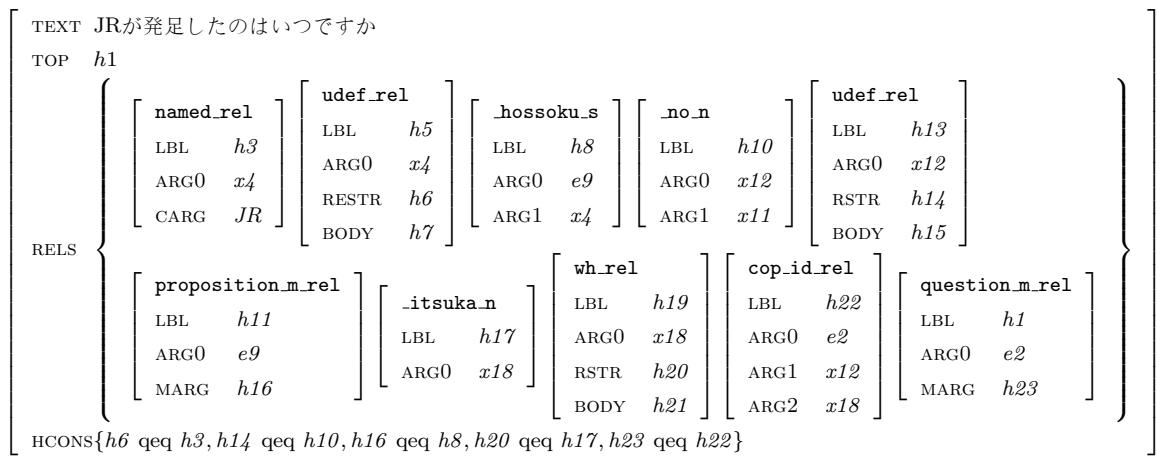 TEXT JRが発足したのはいつですか
TOP h1
RELS
named_rel
LBL h3
ARG0 x4
CARG JR
udef_rel
LBL h5
ARG0 x4
RESTR h6
BODY h7
_hossoku_s
LBL h8
ARG0 e9
ARG1 x4
_no_n
LBL h10
ARG0 x12
ARG1 x11
udef_rel
LBL h13
ARG0 x12
RSTR h14
BODY h15
proposition_m_rel
LBL h11
ARG0 e9
MARG h16
_itsuka_n
LBL h17
ARG0 x18
wh_rel
LBL h19
ARG0 x18
RSTR h20
BODY h21
cop_id_rel
LBL h22
ARG0 e2
ARG1 x12
ARG2 x18
question_m_rel
LBL h1
ARG0 e2
MARG h23
HCONS{h6 qeq h3, h14 qeq h10, h16 qeq h8, h20 qeq h17, h23 qeq h22}